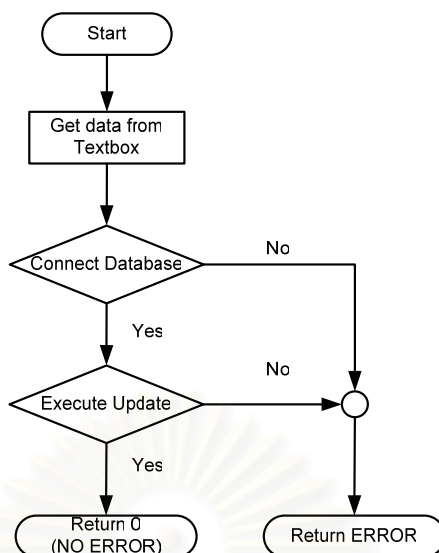 Start
Get data from
Textbox
Connect Database
No
Yes
Execute Update
No
Yes
Return 0
(NO ERROR)
Return ERROR